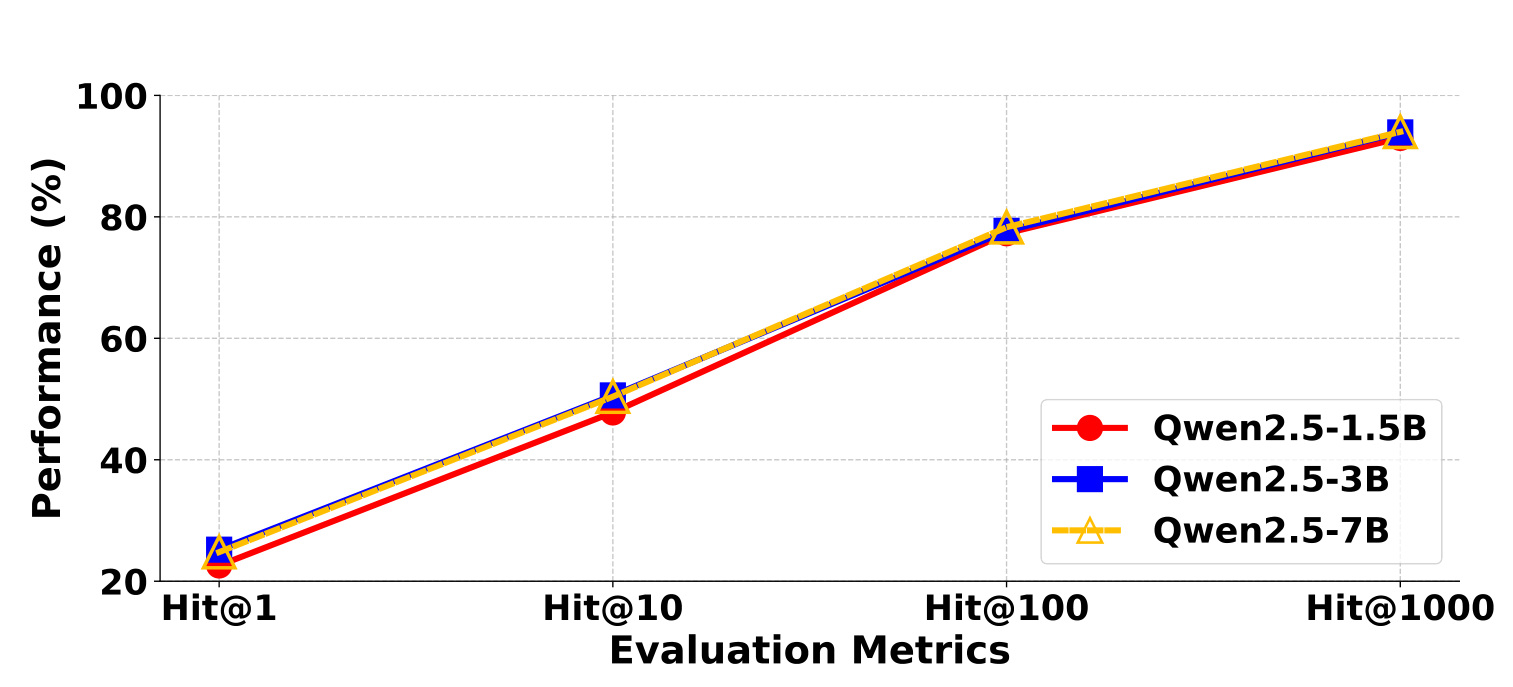 Performance (%)
100
80
60
40
20
Hit@1 Hit@10 Hit@100 Hit@1000
Evaluation Metrics
Qwen2.5-1.5B
Qwen2.5-3B
Qwen2.5-7B